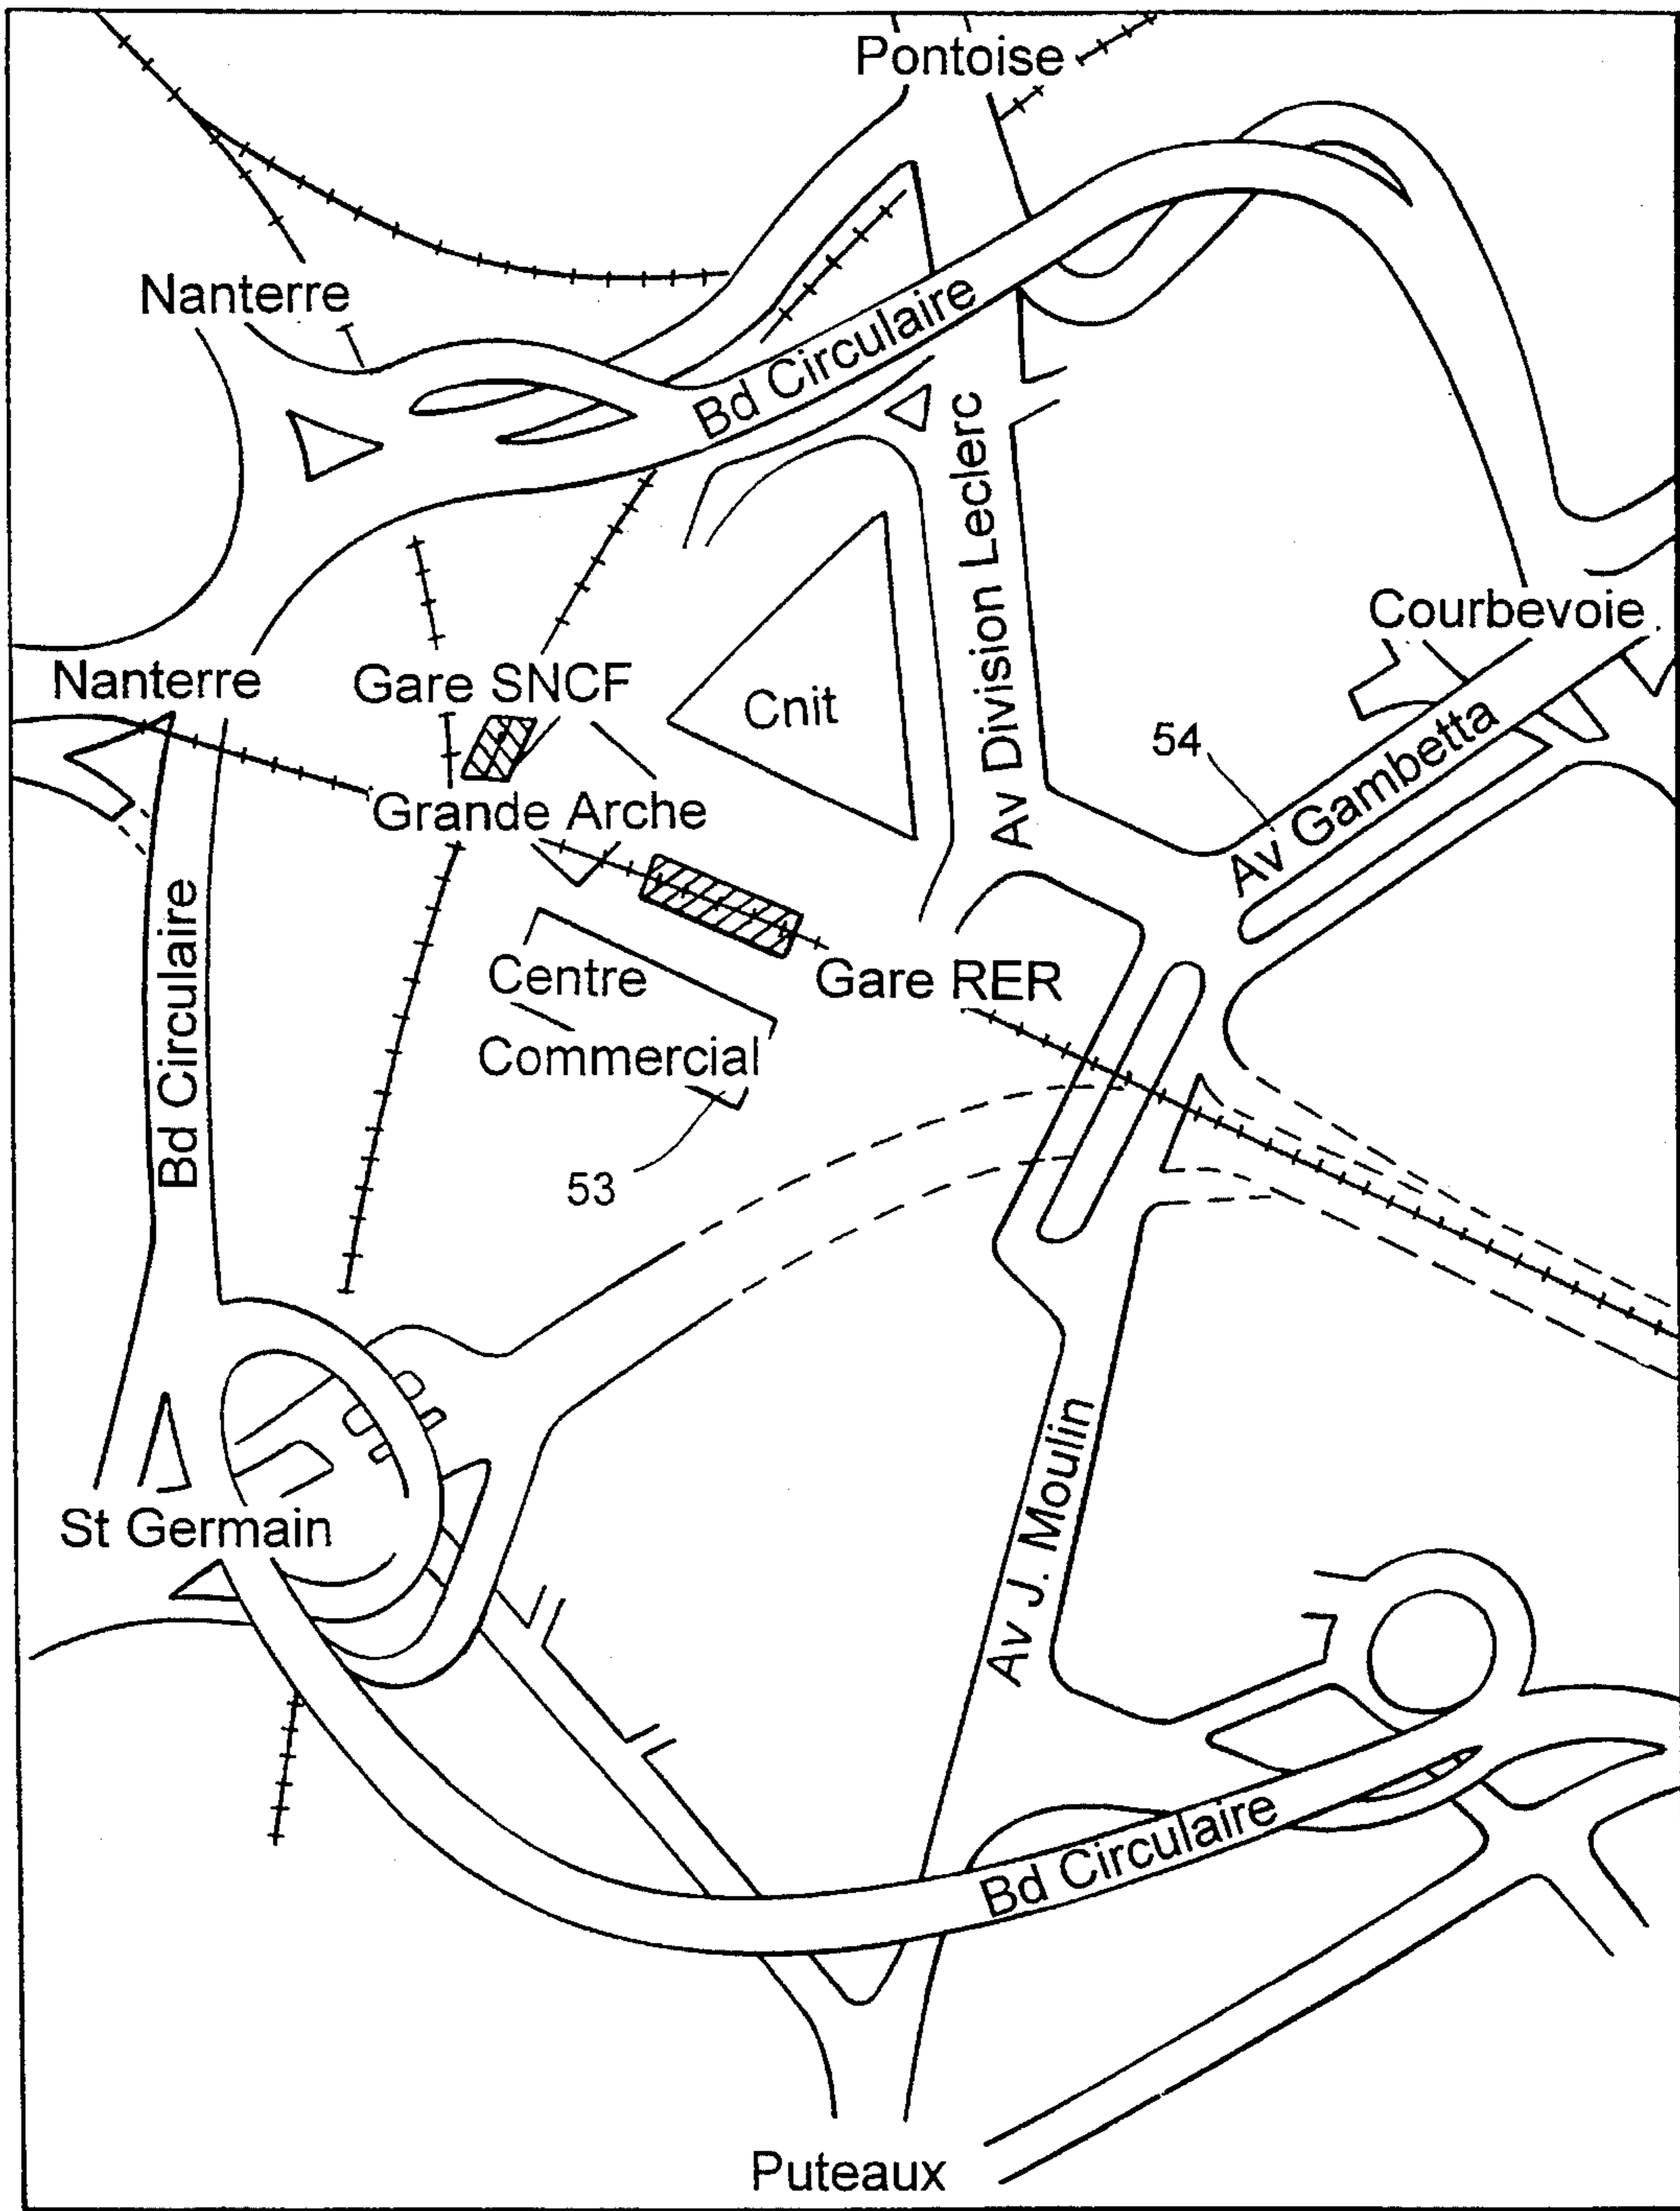 Pontoise
Nanterre
Bd Circulaire
Av Division Leclerc
Courbevoie
Nanterre
Gare SNCF
Cnit
54
Av Gambetta
Grande Arche
Bd Circulaire
Centre
Commercial
Gare RER
53
St Germain
Av J. Moulin
Bd Circulaire
Puteaux